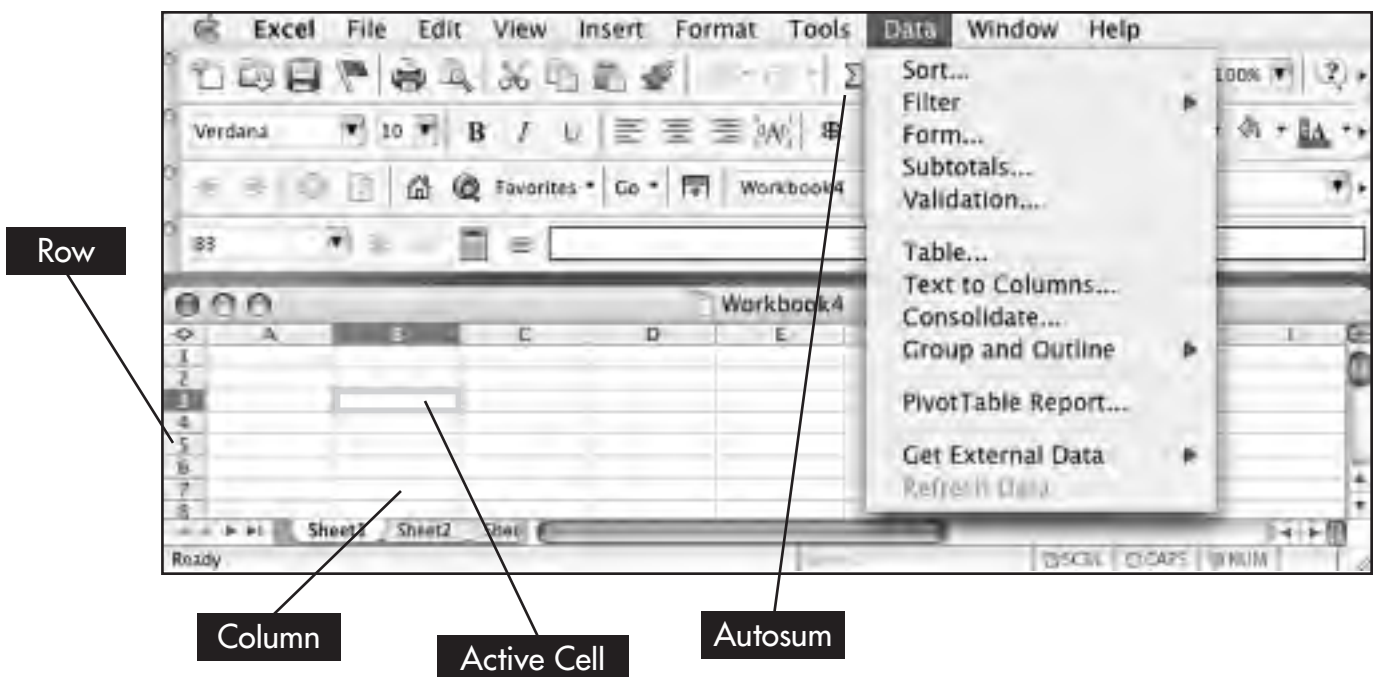 Excel File Edit View Insert Format Tools Data Window Help
Σ 100% ?
Verdana 10 B I U A
Favorites Go Workbook4
B3 =
Sort...
Filter
Form...
Subtotals...
Validation...
Table...
Text to Columns...
Consolidate...
Group and Outline
PivotTable Report...
Get External Data
Refresh Data
Workbook4
A B C D E I
1
2
3
4
5
6
7
8
Sheet1 Sheet2
Ready SCRL CAPS NUM
Row
Column
Active Cell
Autosum